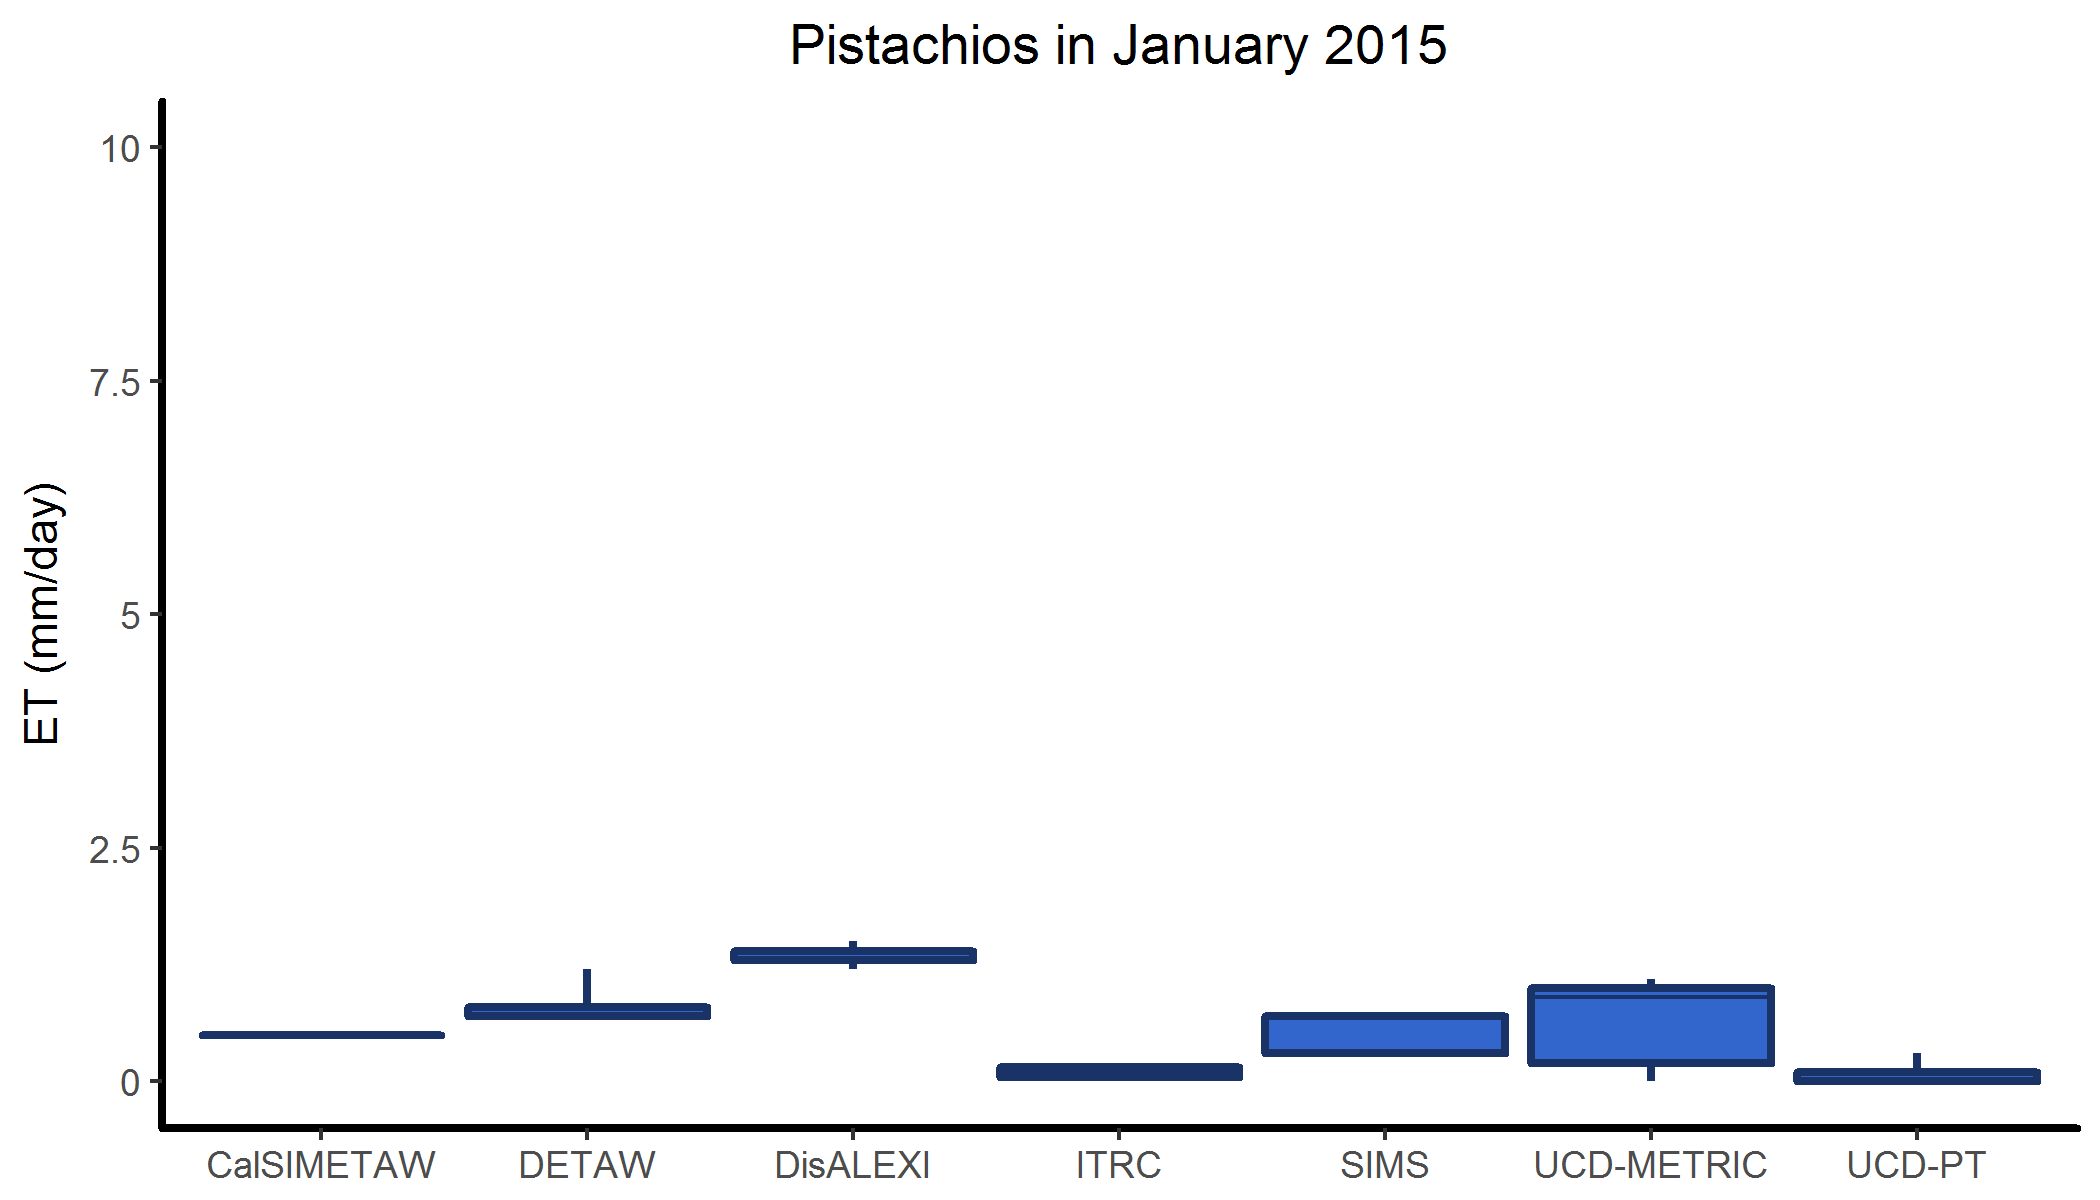 Pistachios in January 2015
10
7.5
5
2.5
0
ET (mm/day)
CalSIMETAW DETAW DisALEXI ITRC SIMS UCD-METRIC UCD-PT